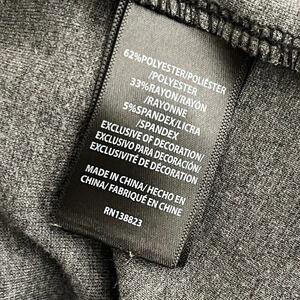 62%POLYESTER/POLIÉSTER
/POLYESTER
33%RAYON/RAYÓN
/RAYONNE
5%SPANDEX/LICRA
/SPANDEX
EXCLUSIVE OF DECORATION/
EXCLUSIVO PARA DECORACIÓN/
EXCLUSIVITÉ DE DÉCORATION
MADE IN CHINA/ HECHO EN
CHINA/ FABRIQUÉ EN CHINE
RN138823